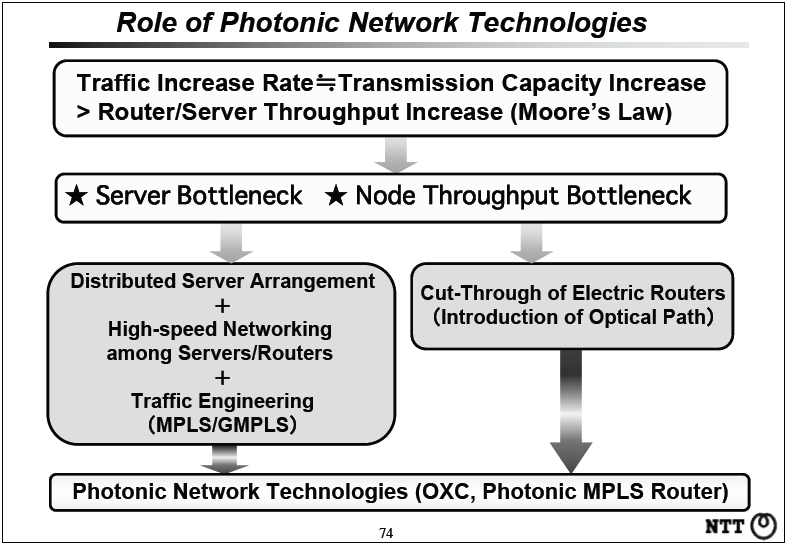 Role of Photonic Network Technologies
Traffic Increase Rate≒Transmission Capacity Increase
> Router/Server Throughput Increase (Moore's Law)
★ Server Bottleneck ★ Node Throughput Bottleneck
Distributed Server Arrangement
+
High-speed Networking
among Servers/Routers
+
Traffic Engineering
（MPLS/GMPLS）
Cut-Through of Electric Routers
（Introduction of Optical Path）
Photonic Network Technologies (OXC, Photonic MPLS Router)
74
NTT